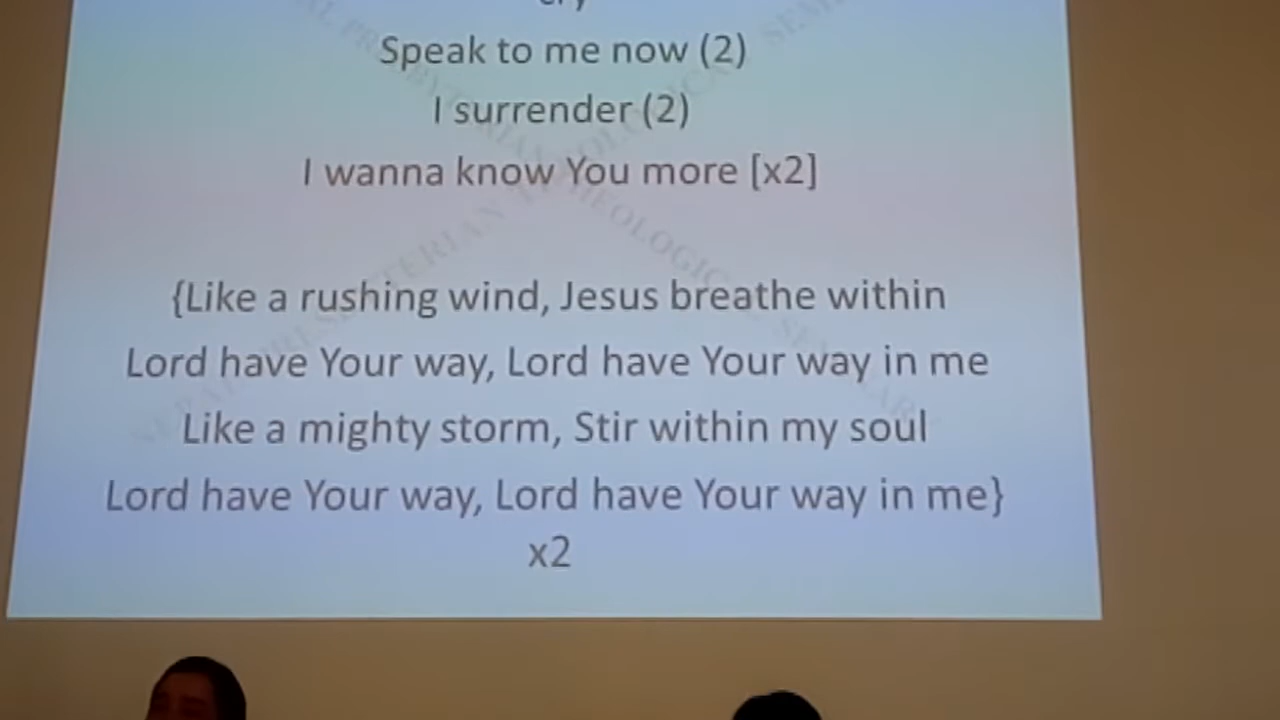 cry
Speak to me now (2)
I surrender (2)
I wanna know You more [x2]
{Like a rushing wind, Jesus breathe within
Lord have Your way, Lord have Your way in me
Like a mighty storm, Stir within my soul
Lord have Your way, Lord have Your way in me}
x2